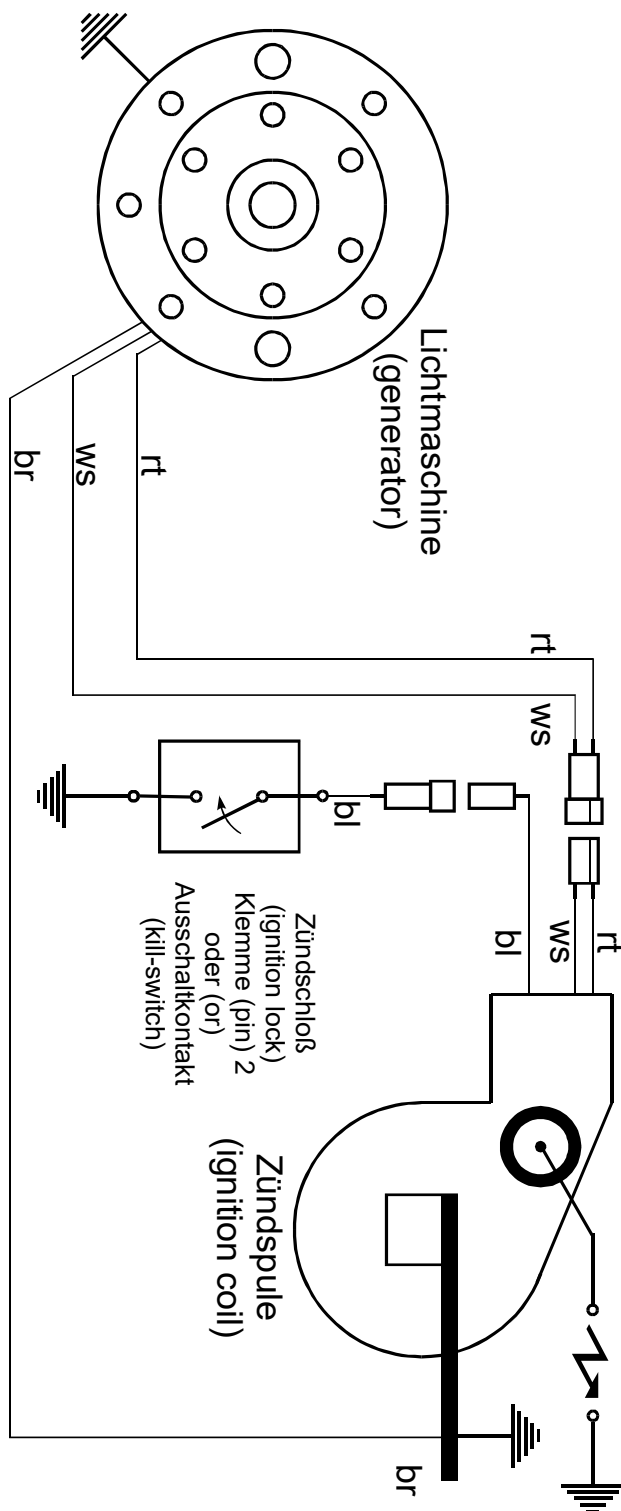 Lichtmaschine
(generator)
rt
ws
br
rt
ws
bl
Zündschloß
(ignition lock)
Klemme (pin) 2
oder (or)
Ausschaltkontakt
(kill-switch)
rt
ws
bl
Zündspule
(ignition coil)
br